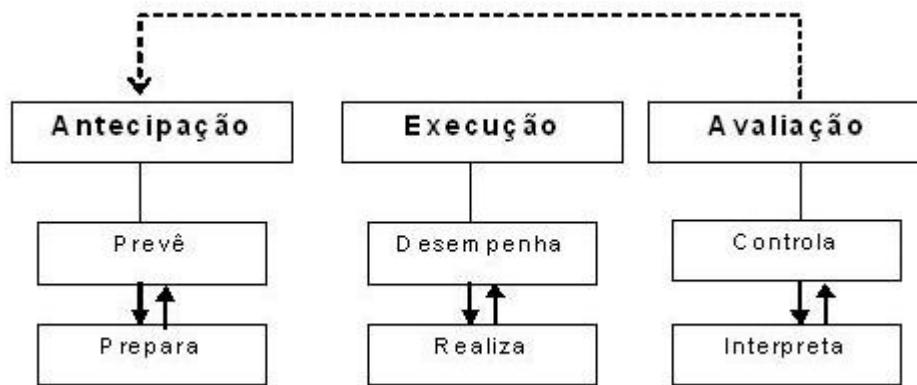 Antecipação
Execução
Avaliação
Prevê
Desempenha
Controla
Prepara
Realiza
Interpreta